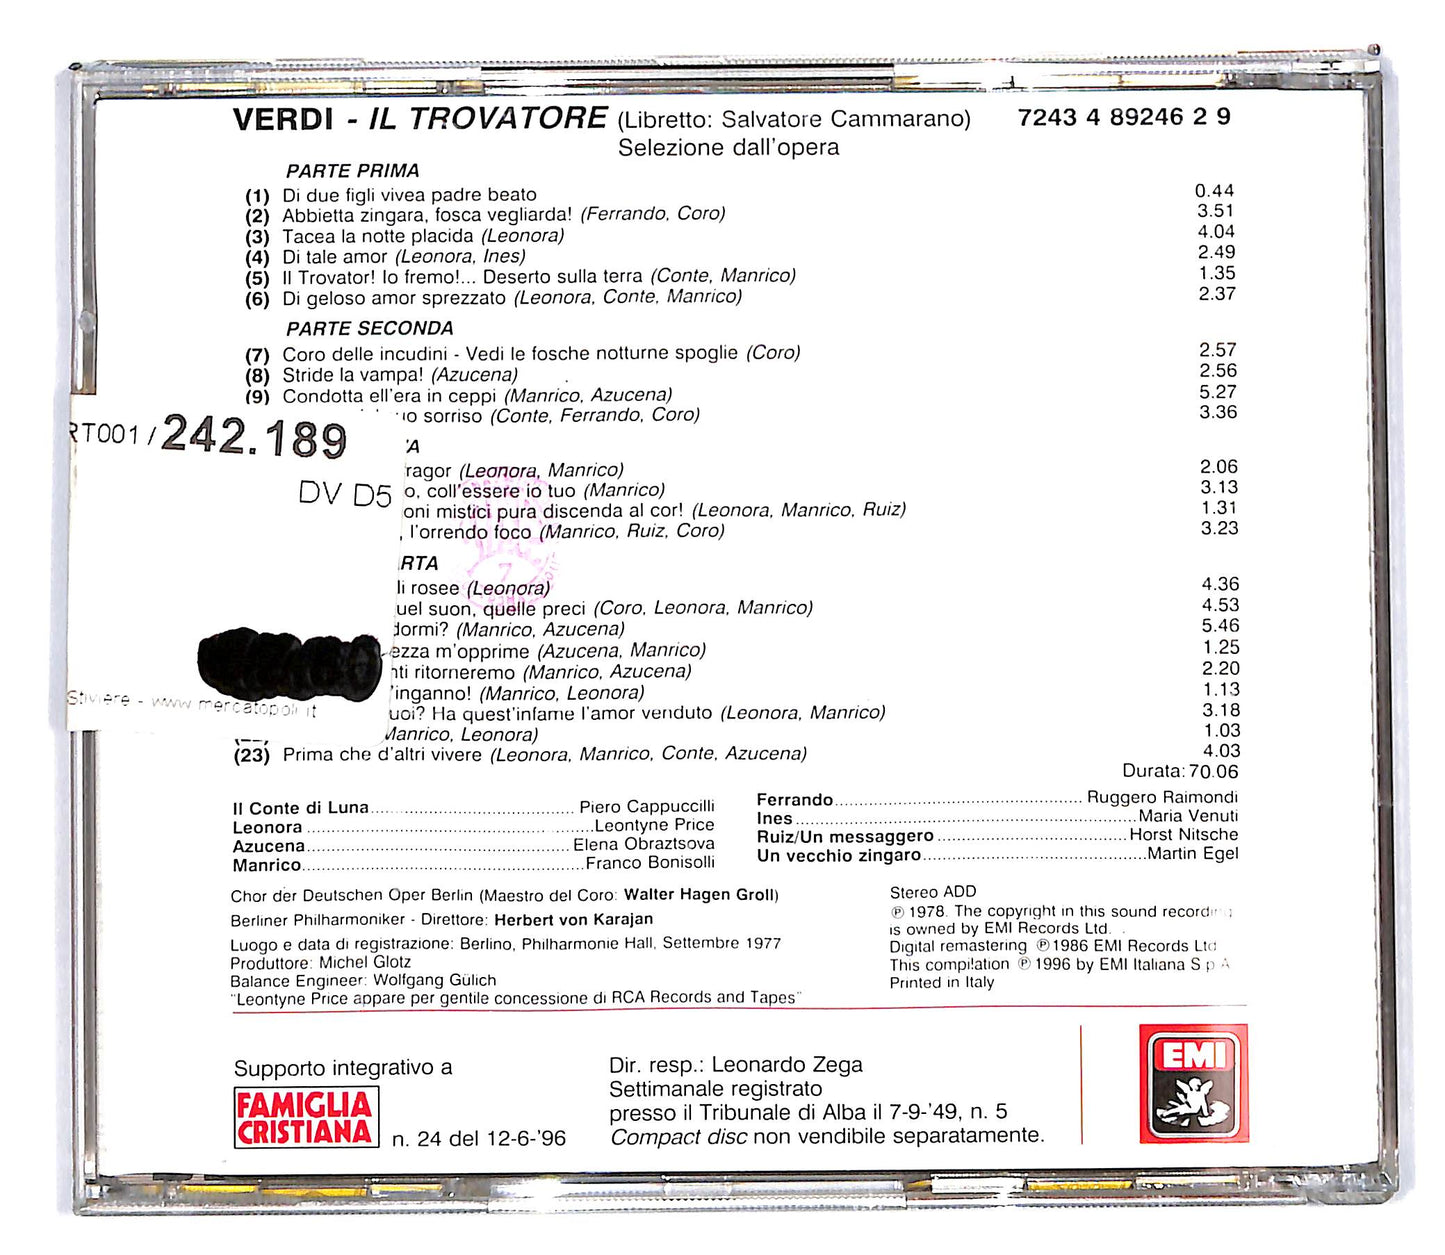 VERDI - IL TROVATORE (Libretto: Salvatore Cammarano) 7243 4 89246 2 9
Selezione dall'opera
PARTE PRIMA
(1) Di due figli vivea padre beato 0.44
(2) Abbietta zingara, fosca vegliarda! (Ferrando, Coro) 3.51
(3) Tacea la notte placida (Leonora) 4.04
(4) Di tale amor (Leonora, Ines) 2.49
(5) Il Trovator! Io fremo!... Deserto sulla terra (Conte, Manrico) 1.35
(6) Di geloso amor sprezzato (Leonora, Conte, Manrico) 2.37
PARTE SECONDA
(7) Coro delle incudini - Vedi le fosche notturne spoglie (Coro) 2.57
(8) Stride la vampa! (Azucena) 2.56
(9) Condotta ell'era in ceppi (Manrico, Azucena) 5.27
sorriso (Conte, Ferrando, Coro) 3.36
RT001/242.189
DV D5
(Leonora, Manrico) 2.06
coll'essere io tuo (Manrico) 3.13
mistici pura discenda al cor! (Leonora, Manrico, Ruiz) 1.31
l'orrendo foco (Manrico, Ruiz, Coro) 3.23
7
rosee (Leonora) 4.36
suon, quelle preci (Coro, Leonora, Manrico) 4.53
dormi? (Manrico, Azucena) 5.46
m'opprime (Azucena, Manrico) 1.25
ritorneremo (Manrico, Azucena) 2.20
(Manrico, Leonora) 1.13
Ha quest'infame l'amor venduto (Leonora, Manrico) 3.18
Manrico, Leonora) 1.03
(23) Prima che d'altri vivere (Leonora, Manrico, Conte, Azucena) 4.03
Stiviere - www.mercatopoli.it
Durata: 70.06
Il Conte di Luna Piero Cappuccilli
Leonora Leontyne Price
Azucena Elena Obraztsova
Manrico Franco Bonisolli
Ferrando Ruggero Raimondi
Ines Maria Venuti
Ruiz/Un messaggero Horst Nitsche
Un vecchio zingaro Martin Egel
Chor der Deutschen Oper Berlin (Maestro del Coro: Walter Hagen Groll)
Berliner Philharmoniker - Direttore: Herbert von Karajan
Luogo e data di registrazione: Berlino, Philharmonie Hall, Settembre 1977
Produttore: Michel Glotz
Balance Engineer: Wolfgang Gülich
"Leontyne Price appare per gentile concessione di RCA Records and Tapes"
Stereo ADD
℗ 1978. The copyright in this sound recording
is owned by EMI Records Ltd.
Digital remastering ℗ 1986 EMI Records Ltd
This compilation ℗ 1996 by EMI Italiana S.p.A.
Printed in Italy
Supporto integrativo a
FAMIGLIA
CRISTIANA n. 24 del 12-6-'96
Dir. resp.: Leonardo Zega
Settimanale registrato
presso il Tribunale di Alba il 7-9-'49, n. 5
Compact disc non vendibile separatamente.
EMI